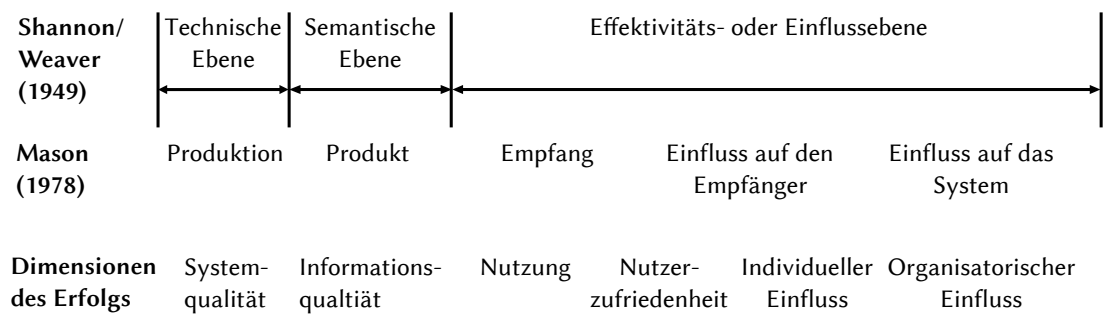 Shannon/ Technische Semantische Effektivitäts- oder Einflussebene
Weaver Ebene Ebene
(1949)
Mason Produktion Produkt Empfang Einfluss auf den Einfluss auf das
(1978) Empfänger System
Dimensionen System- Informations- Nutzung Nutzer- Individueller Organisatorischer
des Erfolgs qualität qualtiät zufriedenheit Einfluss Einfluss